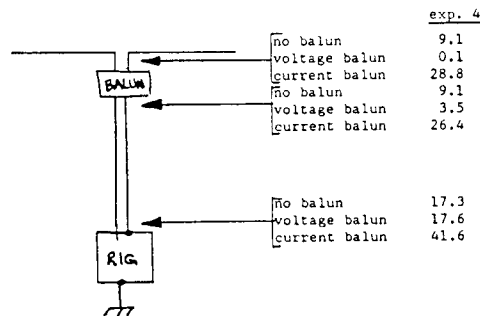 exp. 4
no balun 9.1
voltage balun 0.1
current balun 28.8
BALUN
no balun 9.1
voltage balun 3.5
current balun 26.4
no balun 17.3
voltage balun 17.6
current balun 41.6
RIG